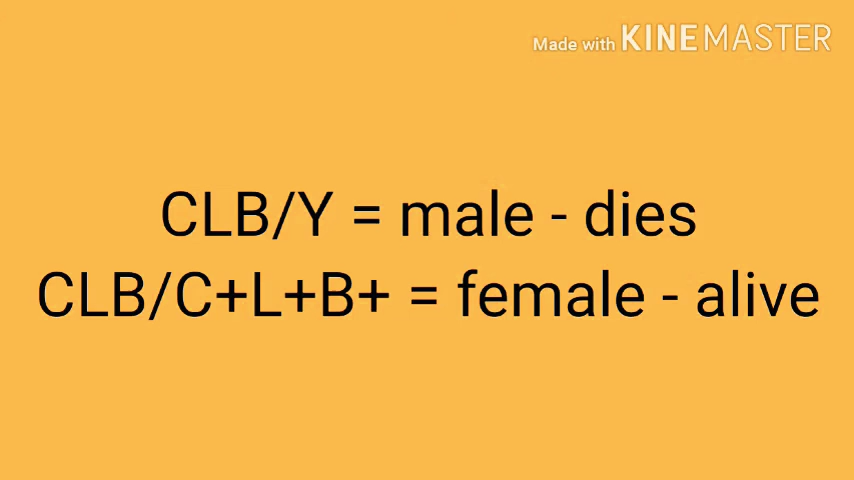 Made with KINEMASTER
CLB/Y = male - dies
CLB/C+L+B+ = female - alive